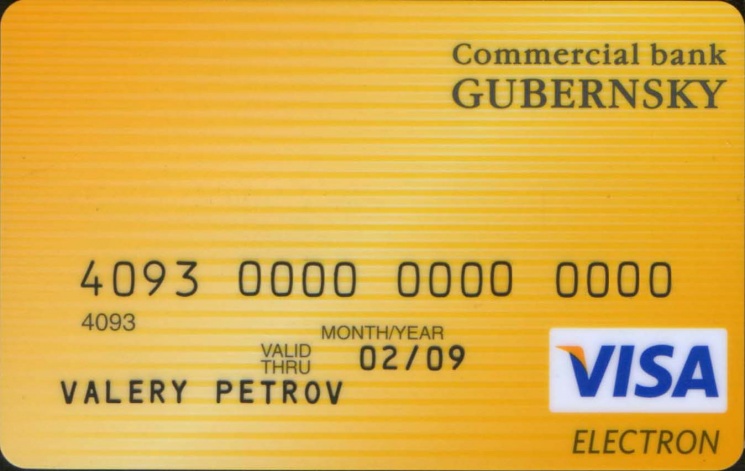 Commercial bank
GUBERNSKY
4093 0000 0000 0000
4093
MONTH/YEAR
VALID THRU 02/09
VALERY PETROV
VISA
ELECTRON